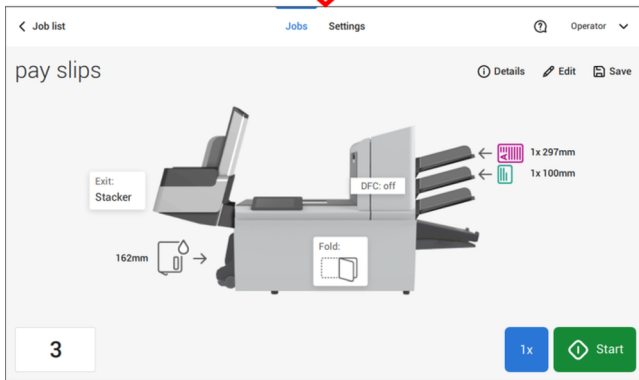 Job list
Jobs
Settings
Operator
pay slips
Details
Edit
Save
1x 297mm
1x 100mm
DFC: off
Exit:
Stacker
Fold:
162mm
3
1x
Start